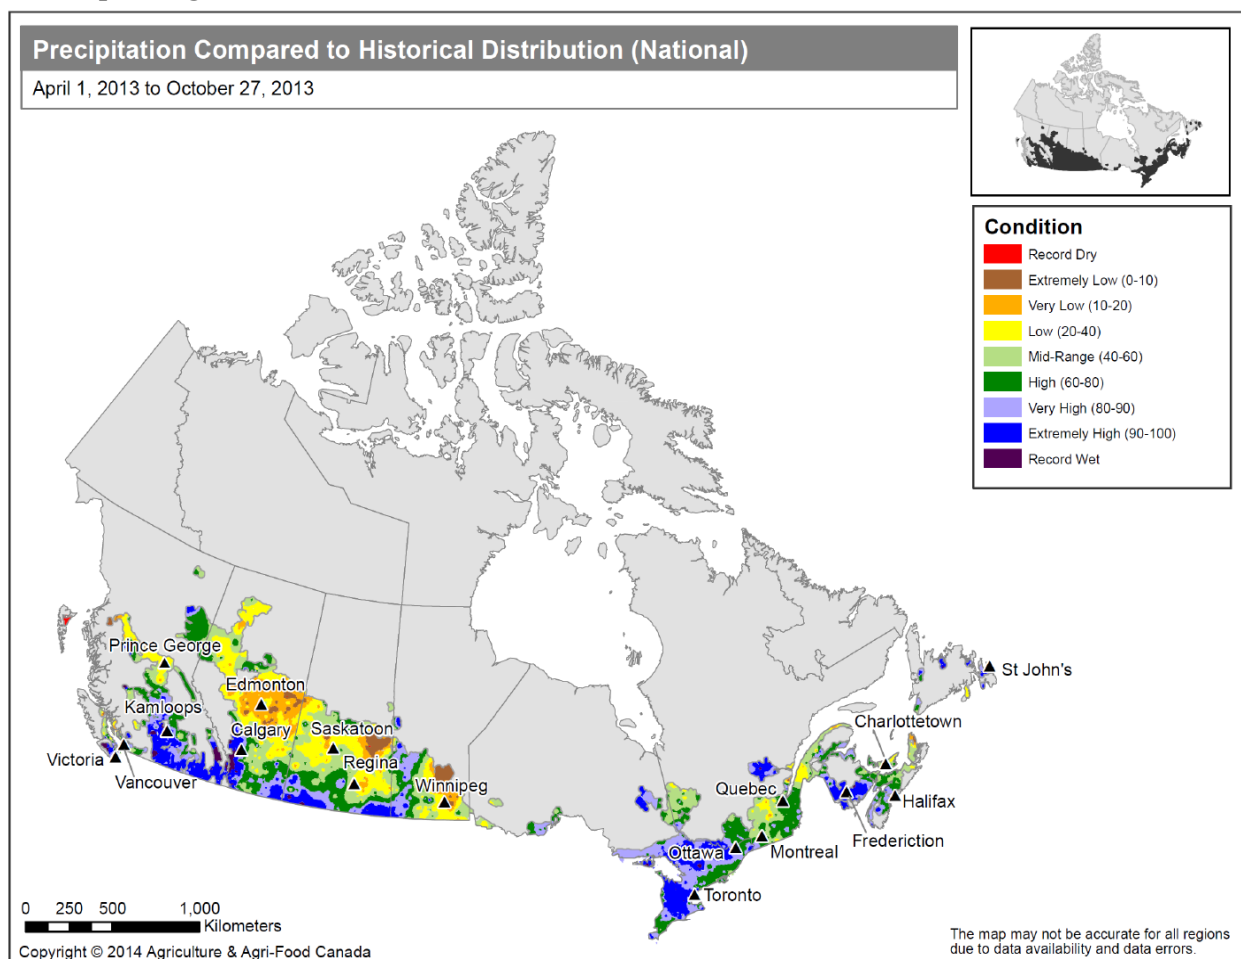 Precipitation Compared to Historical Distribution (National)
April 1, 2013 to October 27, 2013
Condition
Record Dry
Extremely Low (0-10)
Very Low (10-20)
Low (20-40)
Mid-Range (40-60)
High (60-80)
Very High (80-90)
Extremely High (90-100)
Record Wet
Prince George
Edmonton
Kamloops
Calgary
Saskatoon
Regina
Victoria
Vancouver
Winnipeg
St John's
Charlottetown
Quebec
Halifax
Fredericiton
Ottawa
Montreal
Toronto
0 250 500 1,000
Kilometers
Copyright © 2014 Agriculture & Agri-Food Canada
The map may not be accurate for all regions
due to data availability and data errors.